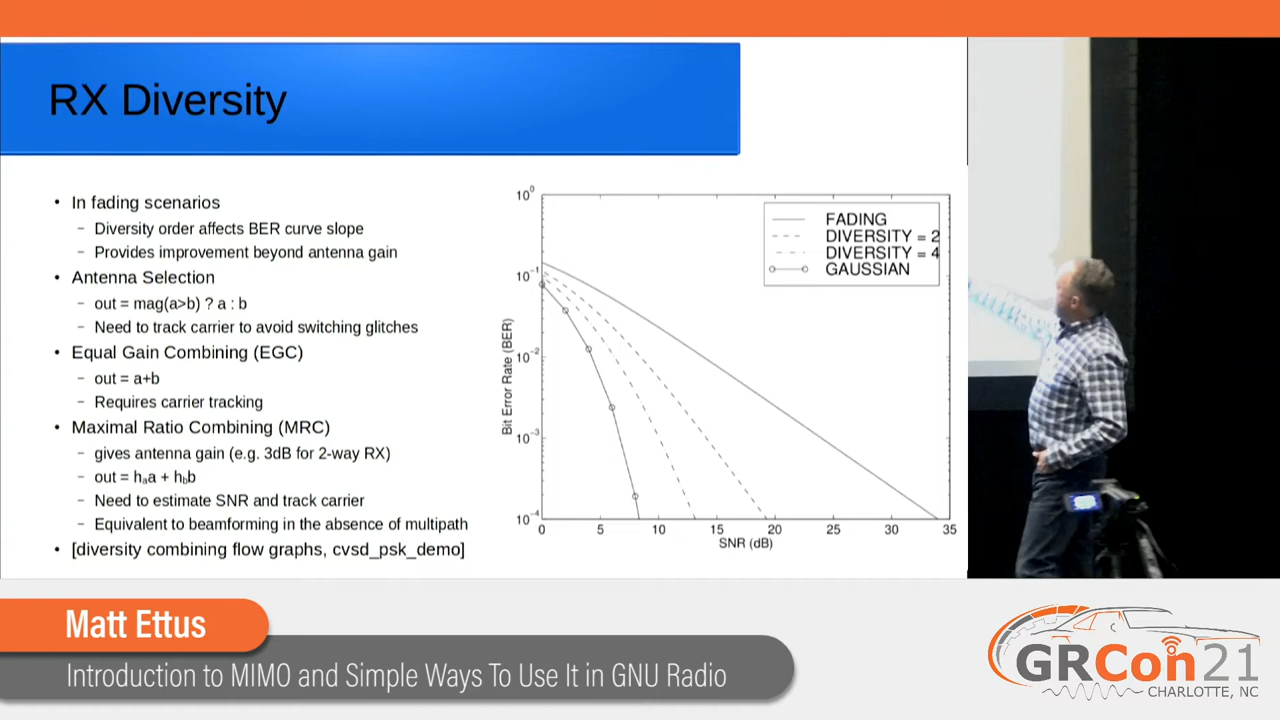 RX Diversity
• In fading scenarios
– Diversity order affects BER curve slope
– Provides improvement beyond antenna gain
• Antenna Selection
– out = mag(a>b) ? a : b
– Need to track carrier to avoid switching glitches
• Equal Gain Combining (EGC)
– out = a+b
– Requires carrier tracking
• Maximal Ratio Combining (MRC)
– gives antenna gain (e.g. 3dB for 2-way RX)
– out = hₐa + h_b b
– Need to estimate SNR and track carrier
– Equivalent to beamforming in the absence of multipath
• [diversity combining flow graphs, cvsd_psk_demo]
FADING
DIVERSITY = 2
DIVERSITY = 4
GAUSSIAN
10⁰
10⁻¹
10⁻²
10⁻³
10⁻⁴
Bit Error Rate (BER)
0 5 10 15 20 25 30 35
SNR (dB)
Matt Ettus
Introduction to MIMO and Simple Ways To Use It in GNU Radio
GRCon21
CHARLOTTE, NC